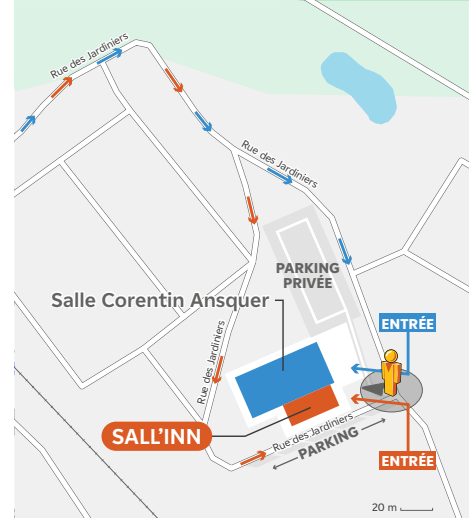 Rue des Jardiniers
Rue des Jardiniers
PARKING
PRIVÉE
Salle Corentin Ansquer
ENTRÉE
Rue des Jardiniers
SALL'INN
Rue des Jardiniers
PARKING
ENTRÉE
20 m